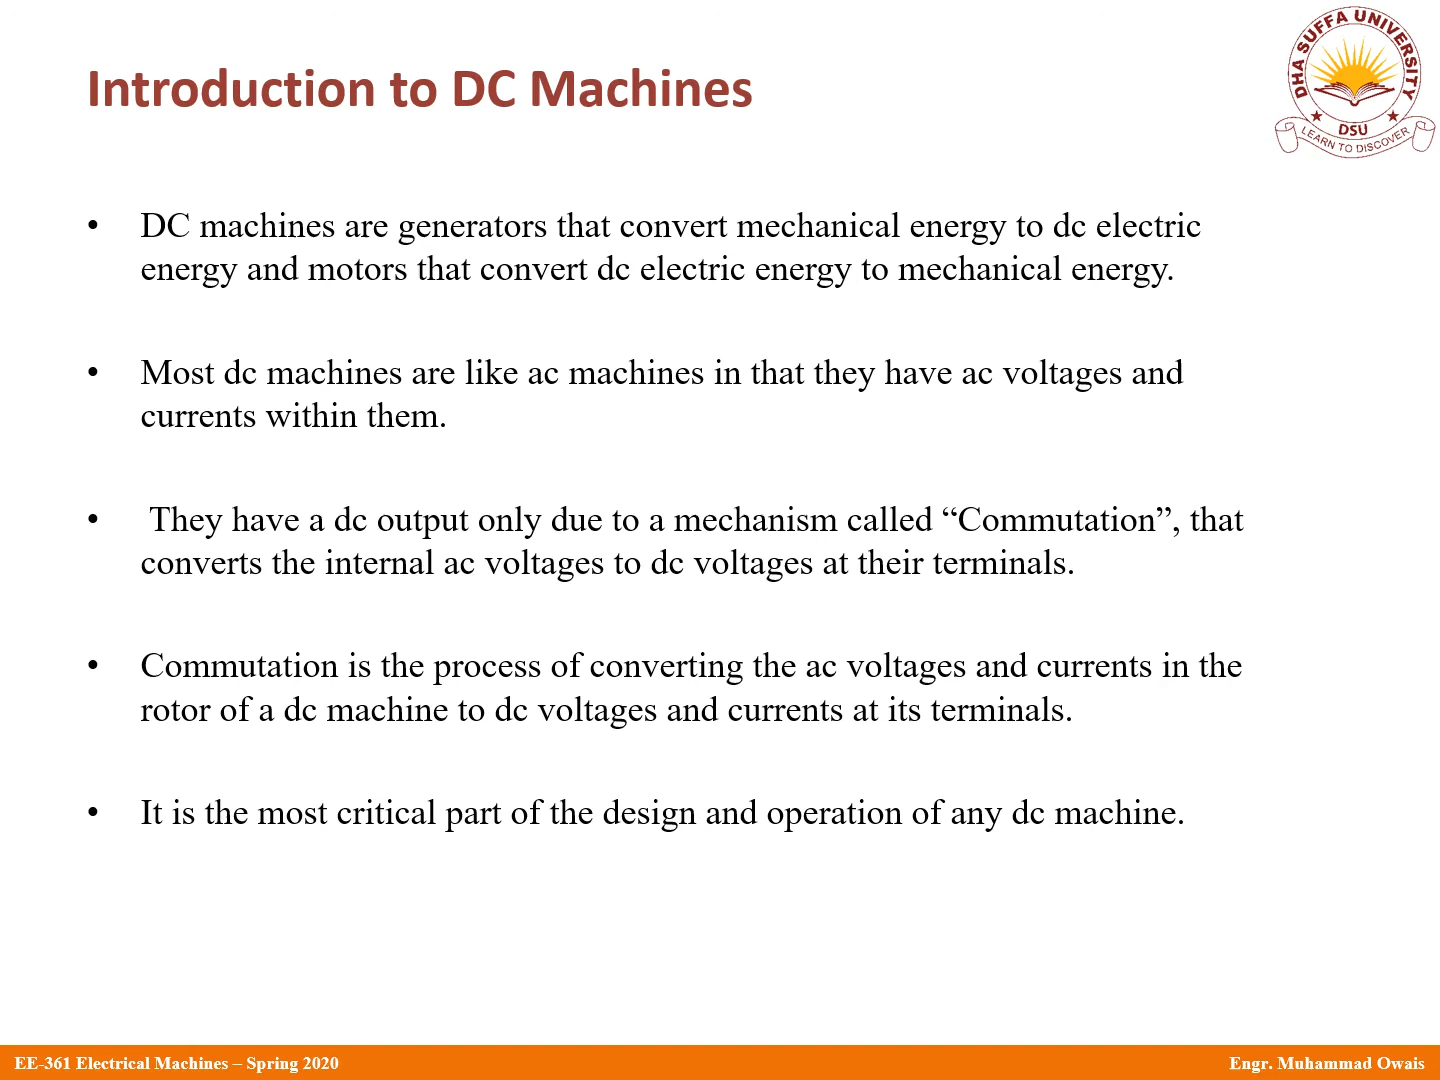 Introduction to DC Machines
DHA SUFFA UNIVERSITY
DSU
LEARN TO DISCOVER
• DC machines are generators that convert mechanical energy to dc electric
energy and motors that convert dc electric energy to mechanical energy.
• Most dc machines are like ac machines in that they have ac voltages and
currents within them.
• They have a dc output only due to a mechanism called “Commutation”, that
converts the internal ac voltages to dc voltages at their terminals.
• Commutation is the process of converting the ac voltages and currents in the
rotor of a dc machine to dc voltages and currents at its terminals.
• It is the most critical part of the design and operation of any dc machine.
EE-361 Electrical Machines – Spring 2020
Engr. Muhammad Owais